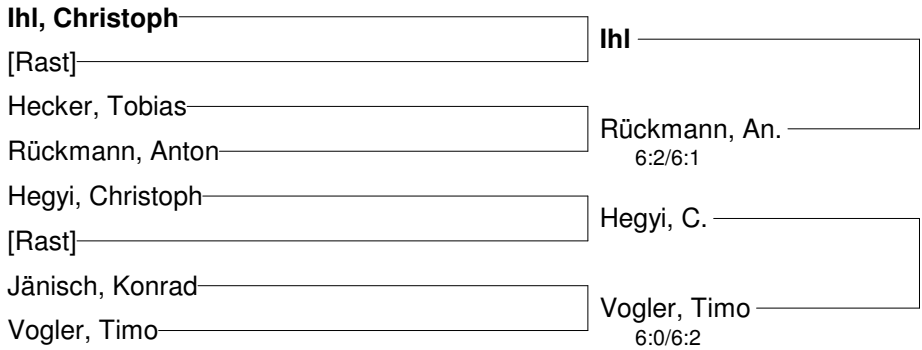 Ihl, Christoph
[Rast]
Hecker, Tobias
Rückmann, Anton
Hegyi, Christoph
[Rast]
Jänisch, Konrad
Vogler, Timo
Ihl
Rückmann, An.
6:2/6:1
Hegyi, C.
Vogler, Timo
6:0/6:2